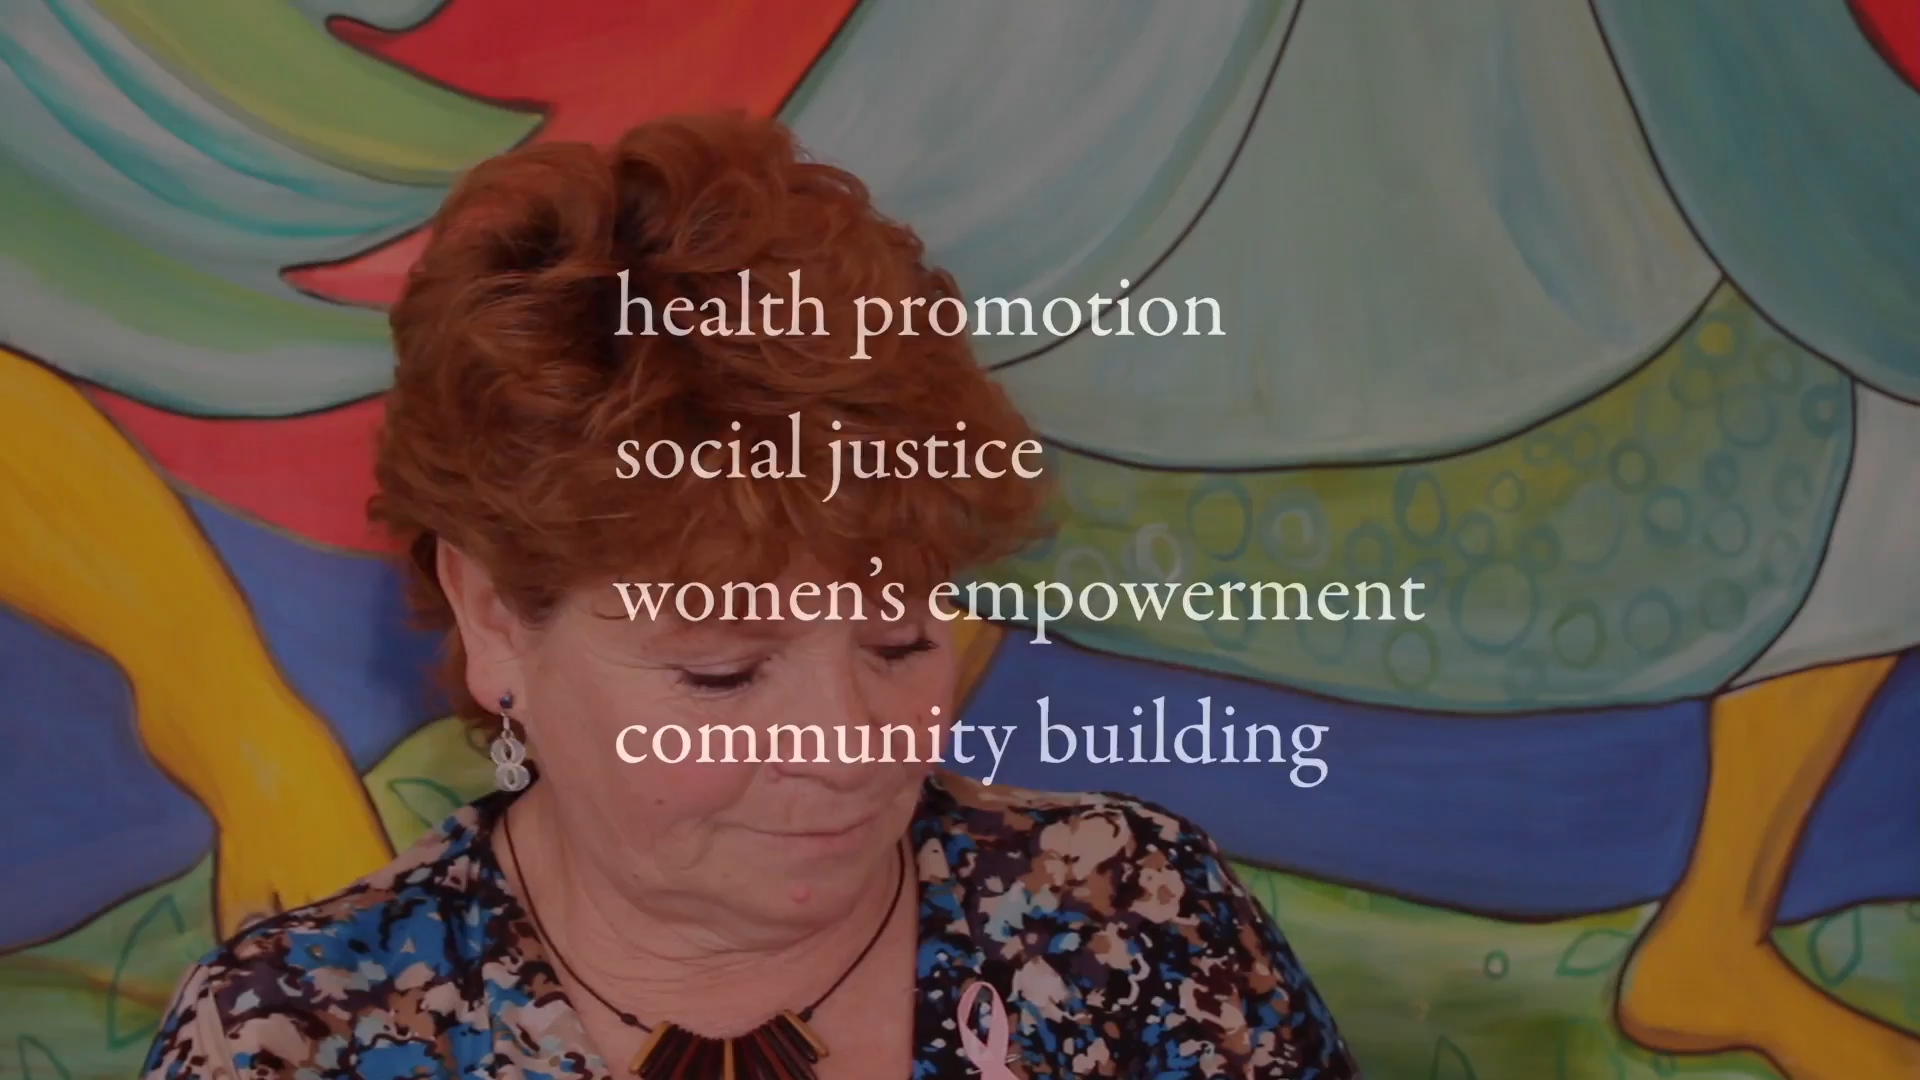 health promotion
social justice
women’s empowerment
community building